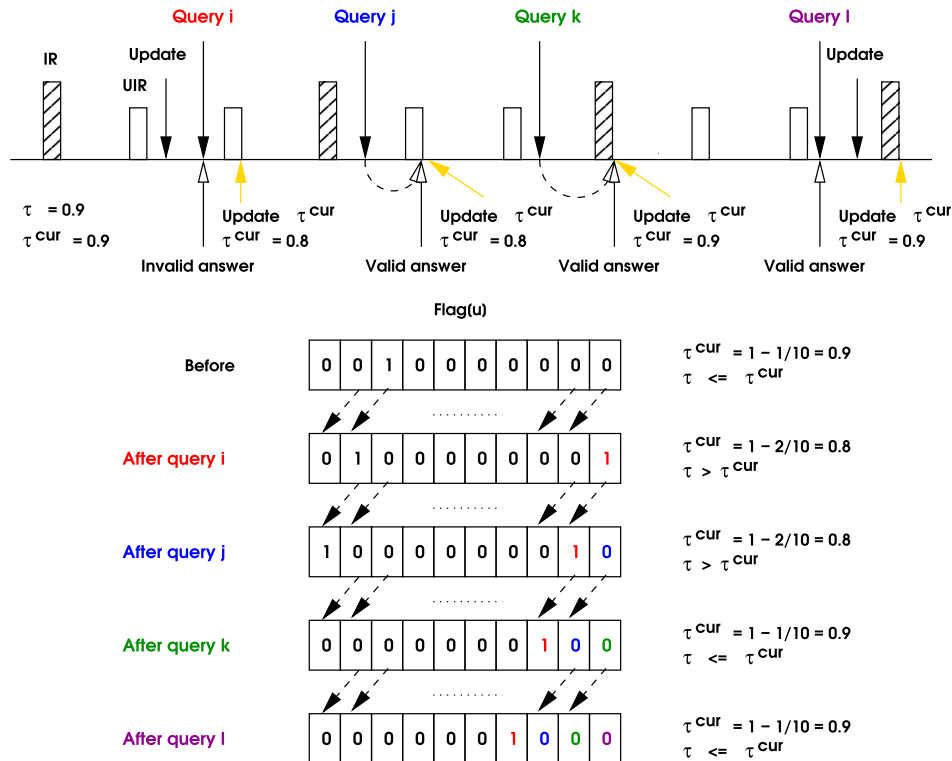 Query i Query j Query k Query l
IR Update Update
UIR
τ = 0.9 Update τ cur Update τ cur Update τ cur Update τ cur
τ cur = 0.9 τ cur = 0.8 τ cur = 0.8 τ cur = 0.9 τ cur = 0.9
Invalid answer Valid answer Valid answer Valid answer
Flag(u)
Before 0 0 1 0 0 0 0 0 0 0 τ cur = 1 − 1/10 = 0.9
τ <= τ cur
After query i 0 1 0 0 0 0 0 0 0 1 τ cur = 1 − 2/10 = 0.8
τ > τ cur
After query j 1 0 0 0 0 0 0 0 1 0 τ cur = 1 − 2/10 = 0.8
τ > τ cur
After query k 0 0 0 0 0 0 0 1 0 0 τ cur = 1 − 1/10 = 0.9
τ <= τ cur
After query l 0 0 0 0 0 0 1 0 0 0 τ cur = 1 − 1/10 = 0.9
τ <= τ cur